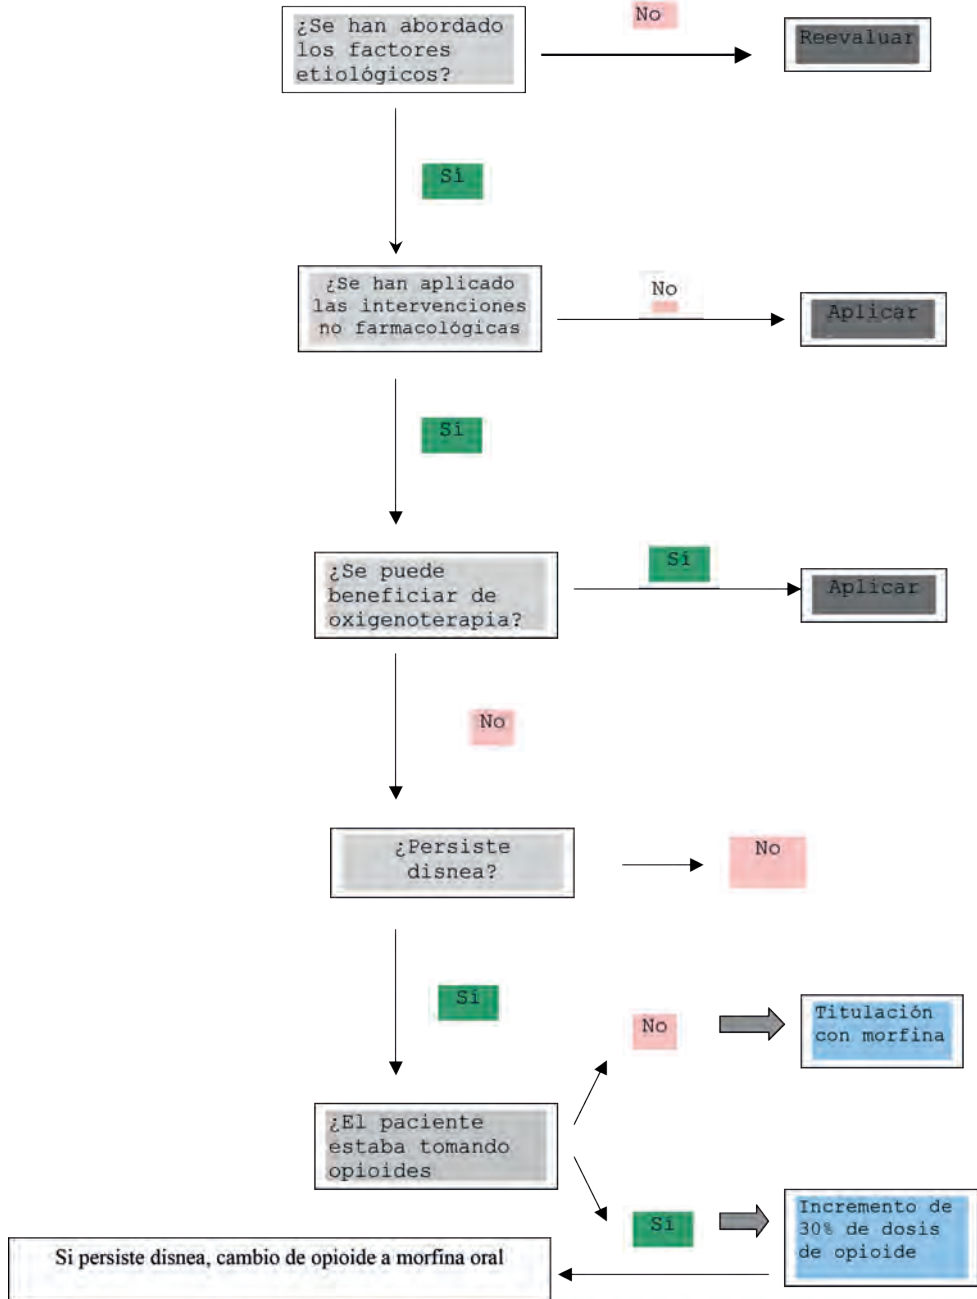 ¿Se han abordado
los factores
etiológicos?
No
Reevaluar
Sí
¿Se han aplicado
las intervenciones
no farmacológicas
No
Aplicar
Sí
¿Se puede
beneficiar de
oxigenoterapia?
Sí
Aplicar
No
¿Persiste
disnea?
No
Sí
¿El paciente
estaba tomando
opioides
No
Titulación
con morfina
Sí
Incremento de
30% de dosis
de opioide
Si persiste disnea, cambio de opioide a morfina oral